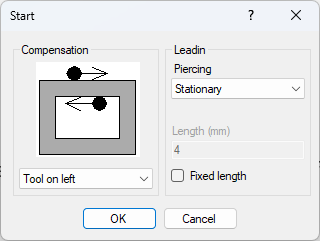 Start
?
Compensation
Tool on left
Leadin
Piercing
Stationary
Length (mm)
4
Fixed length
OK
Cancel